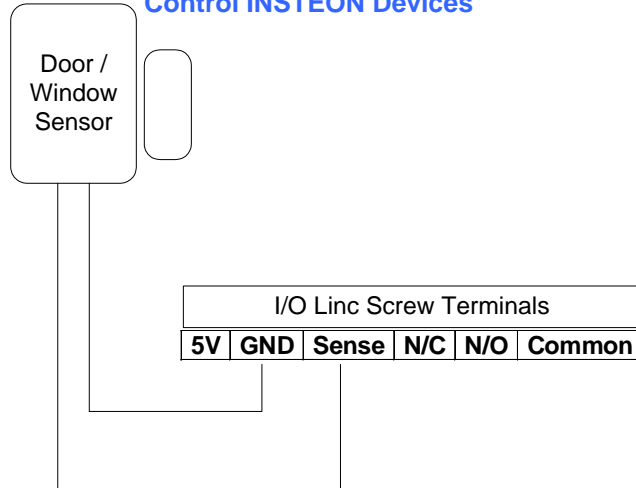 Control INSTEON Devices
Door /
Window
Sensor
I/O Linc Screw Terminals
5V GND Sense N/C N/O Common